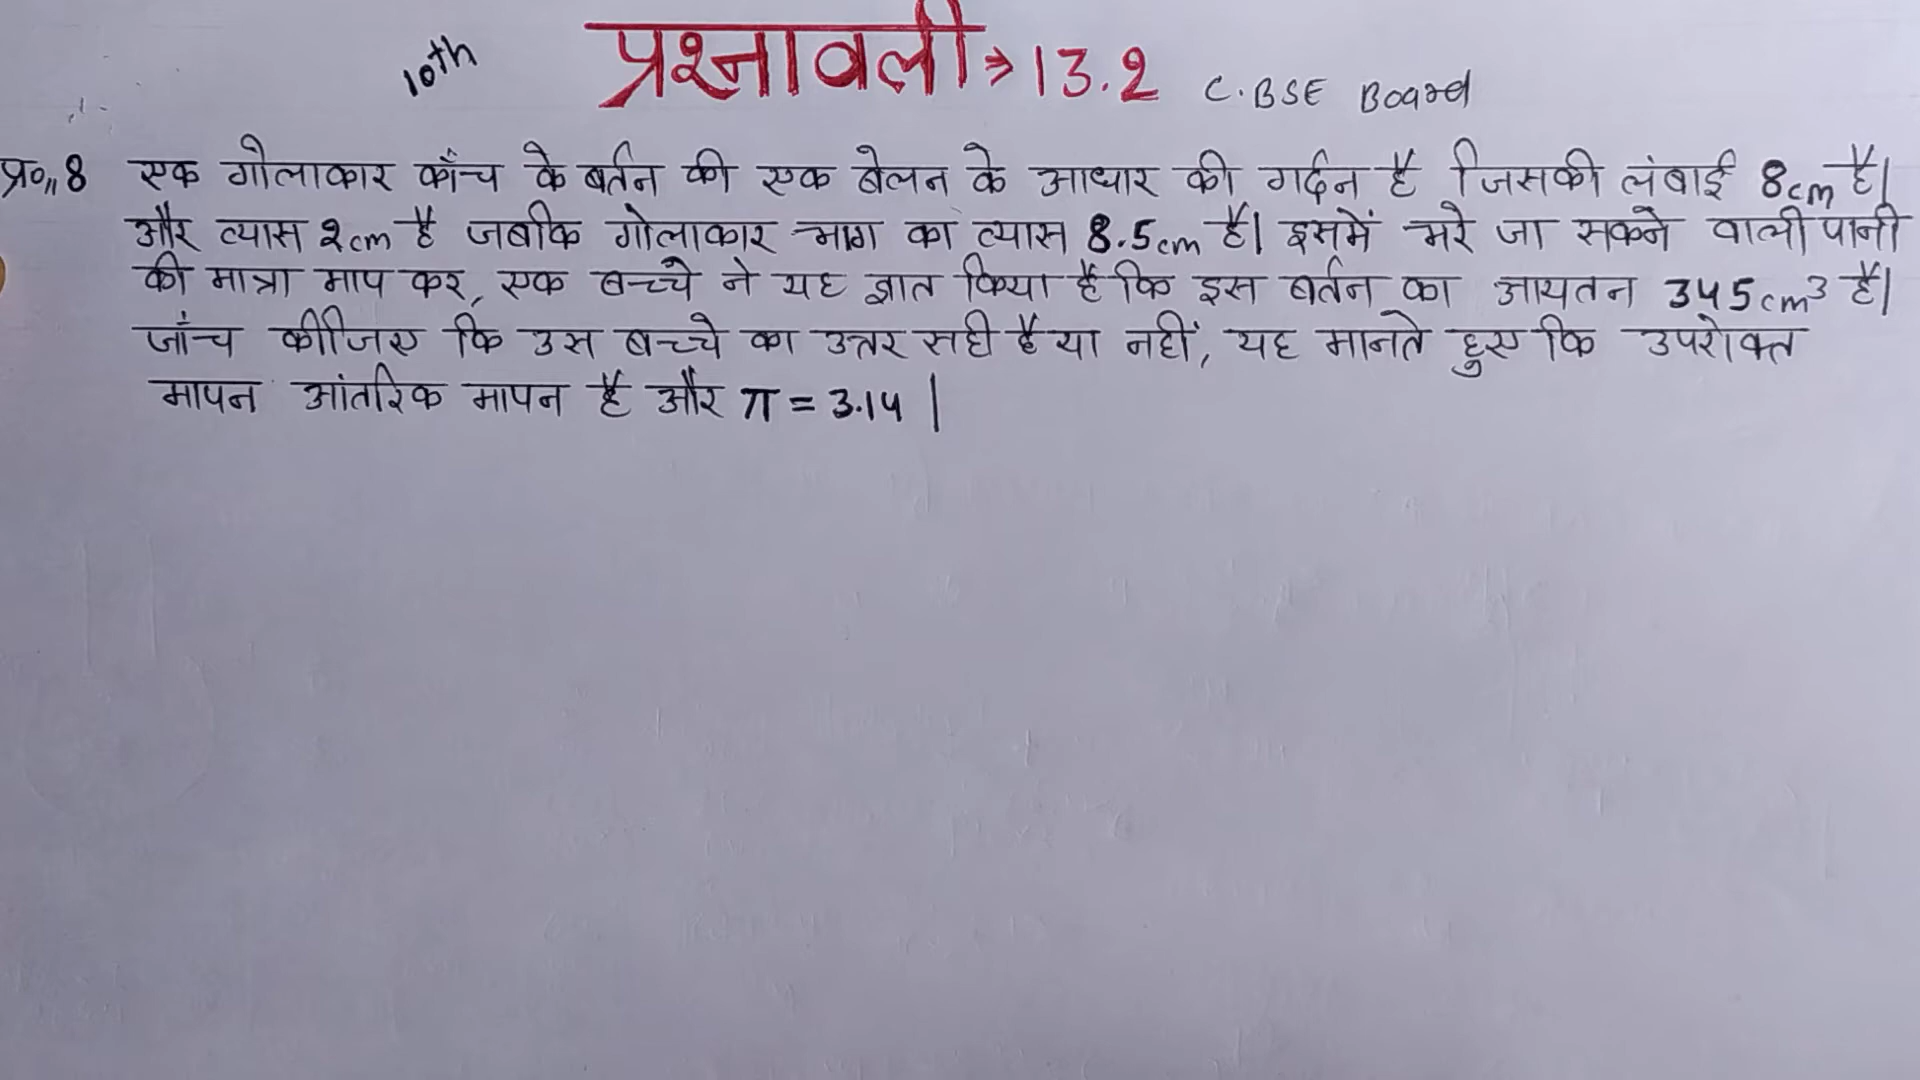 10th प्रश्नावली ⇒ 13.2 C.BSE Board
प्र०,, 8 एक गोलाकार काँच के बर्तन की एक बेलन के आधार की गर्दन है जिसकी लंबाई 8cm है।
और व्यास 2cm है जबकि गोलाकार भाग का व्यास 8.5cm है। इसमें भरे जा सकने वाली पानी
की मात्रा माप कर, एक बच्चे ने यह ज्ञात किया है कि इस बर्तन का आयतन 345cm³ है।
जाँच कीजिए कि उस बच्चे का उत्तर सही है या नहीं, यह मानते हुए कि उपरोक्त
मापन आंतरिक मापन है और π = 3.14 |